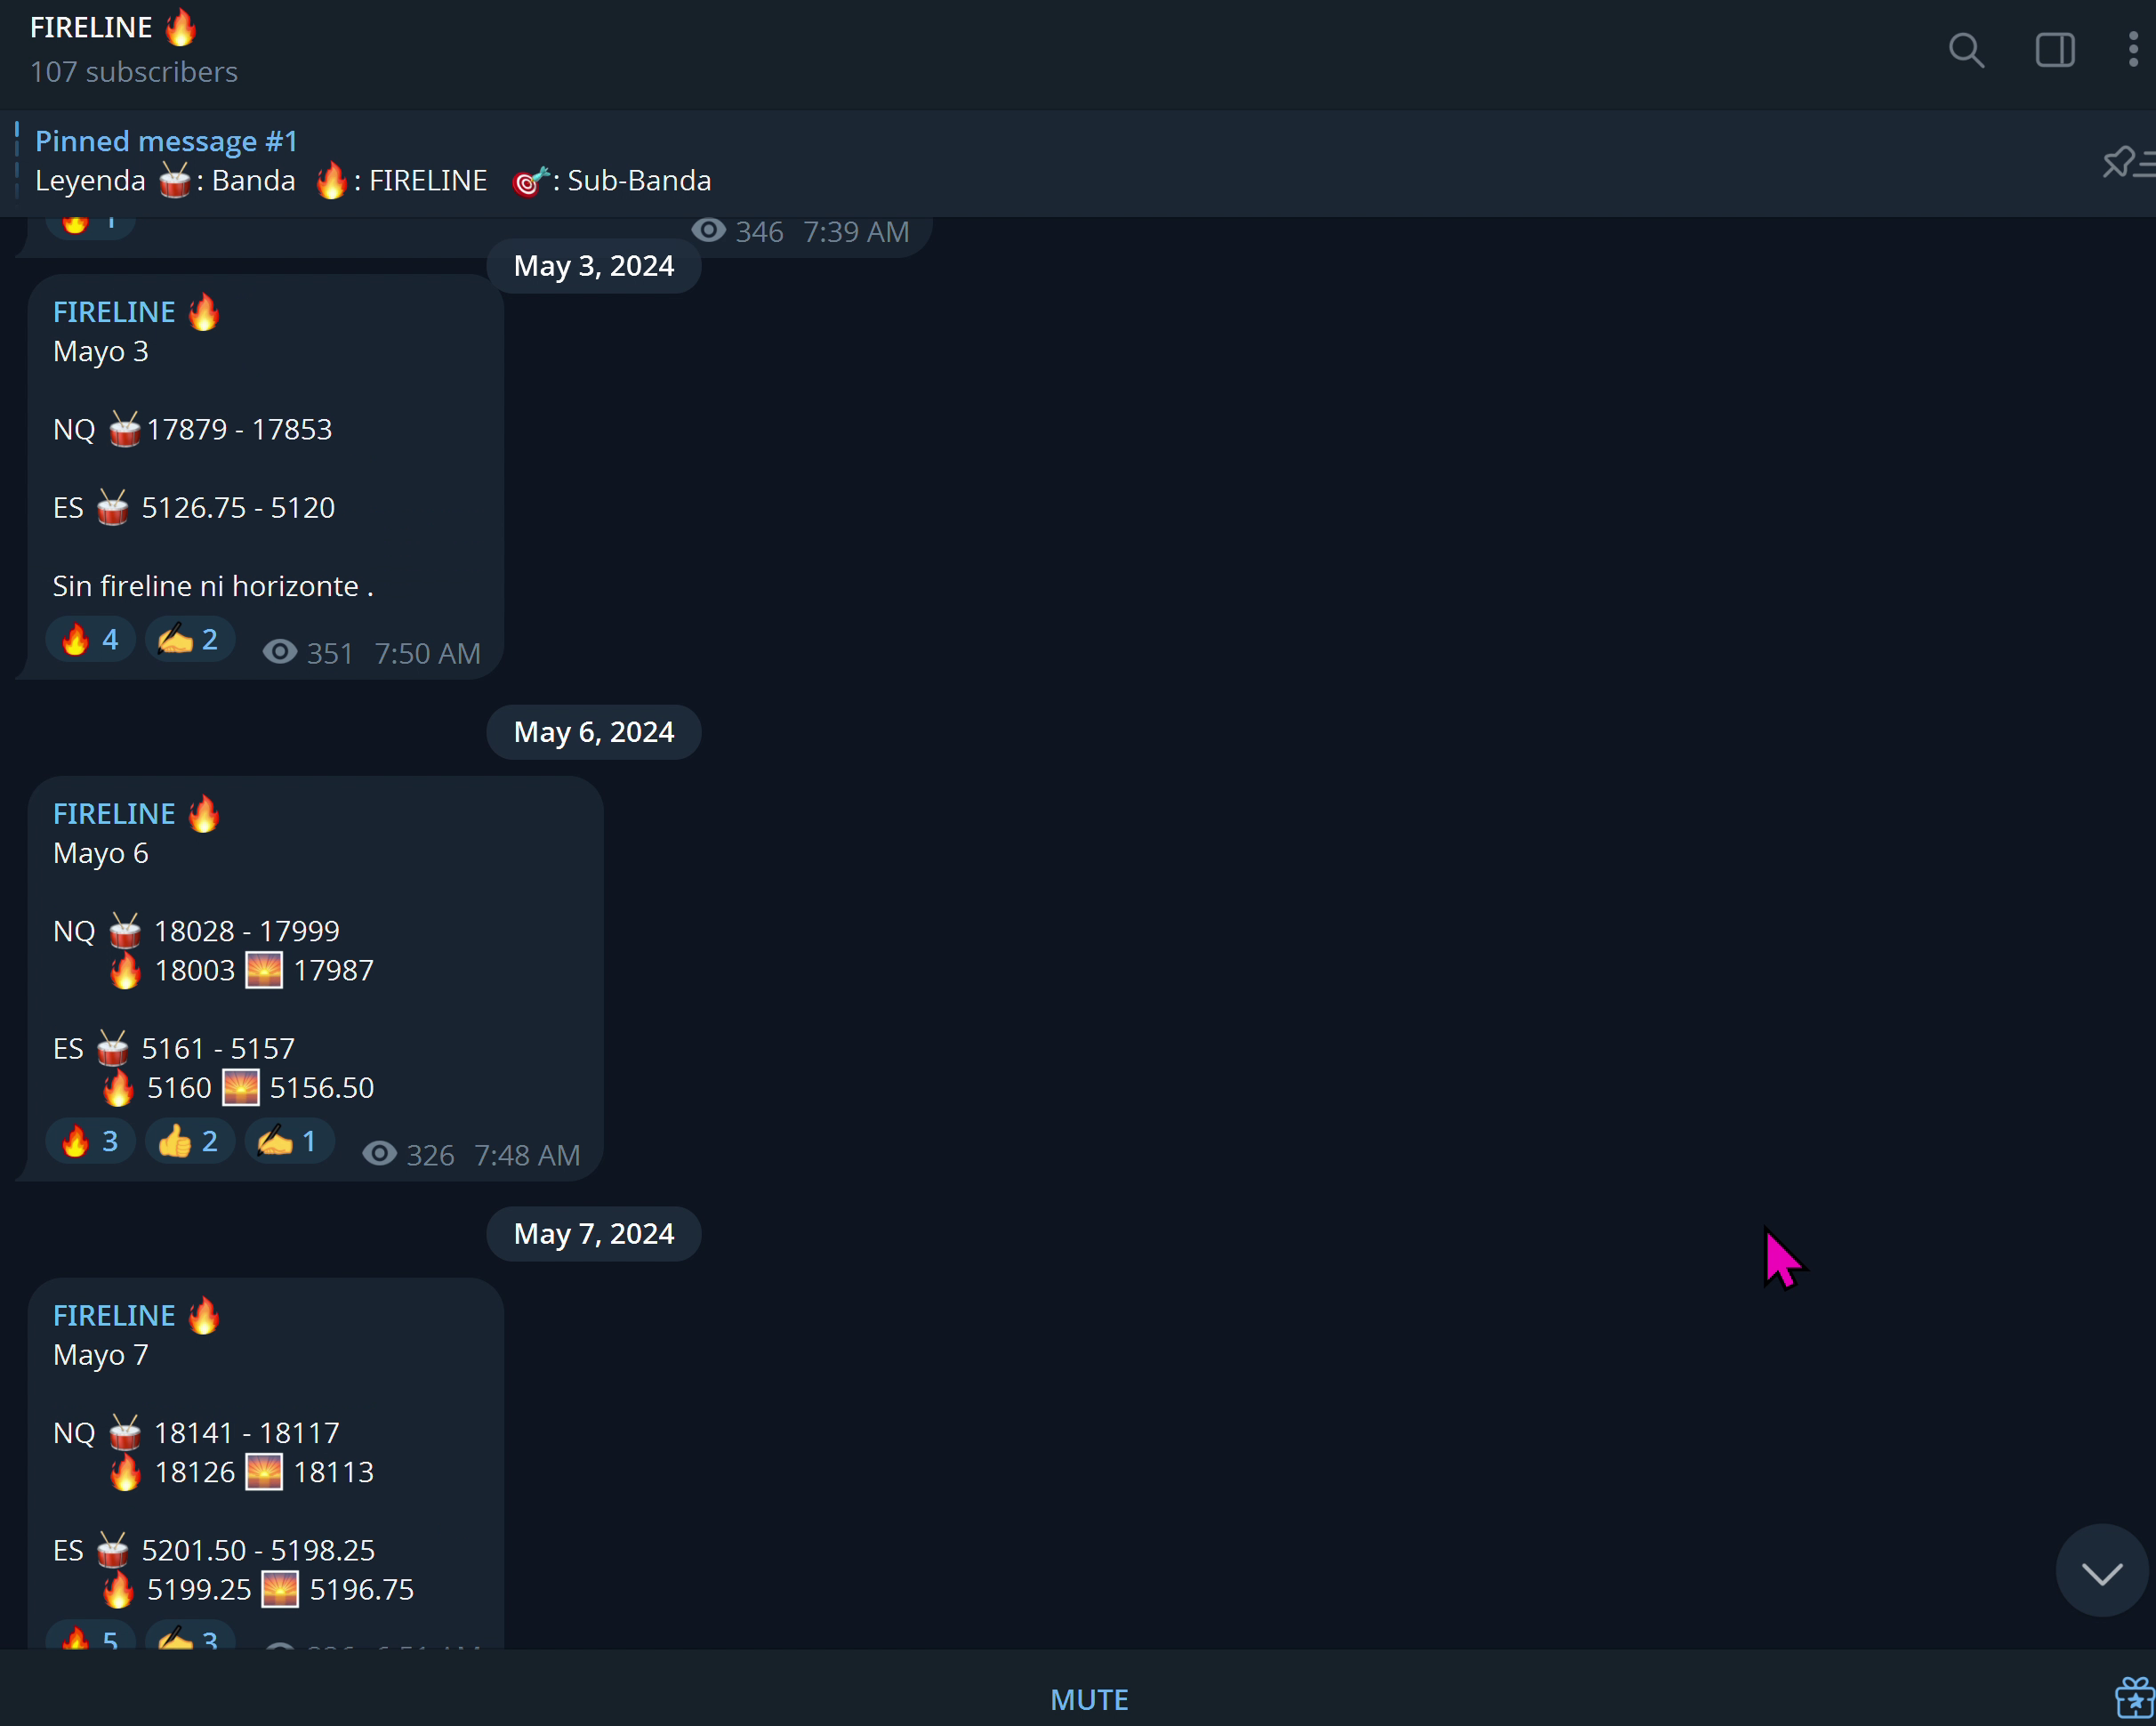 FIRELINE 🔥
107 subscribers
Pinned message #1
Leyenda 🥁: Banda 🔥: FIRELINE 🎯: Sub-Banda
🔥 1 346 7:39 AM
May 3, 2024
FIRELINE 🔥
Mayo 3
NQ 🥁17879 - 17853
ES 🥁 5126.75 - 5120
Sin fireline ni horizonte .
🔥 4 ✍ 2 351 7:50 AM
May 6, 2024
FIRELINE 🔥
Mayo 6
NQ 🥁 18028 - 17999
🔥 18003 🌅 17987
ES 🥁 5161 - 5157
🔥 5160 🌅 5156.50
🔥 3 👍 2 ✍ 1 326 7:48 AM
May 7, 2024
FIRELINE 🔥
Mayo 7
NQ 🥁 18141 - 18117
🔥 18126 🌅 18113
ES 🥁 5201.50 - 5198.25
🔥 5199.25 🌅 5196.75
🔥 5 ✍ 3
MUTE